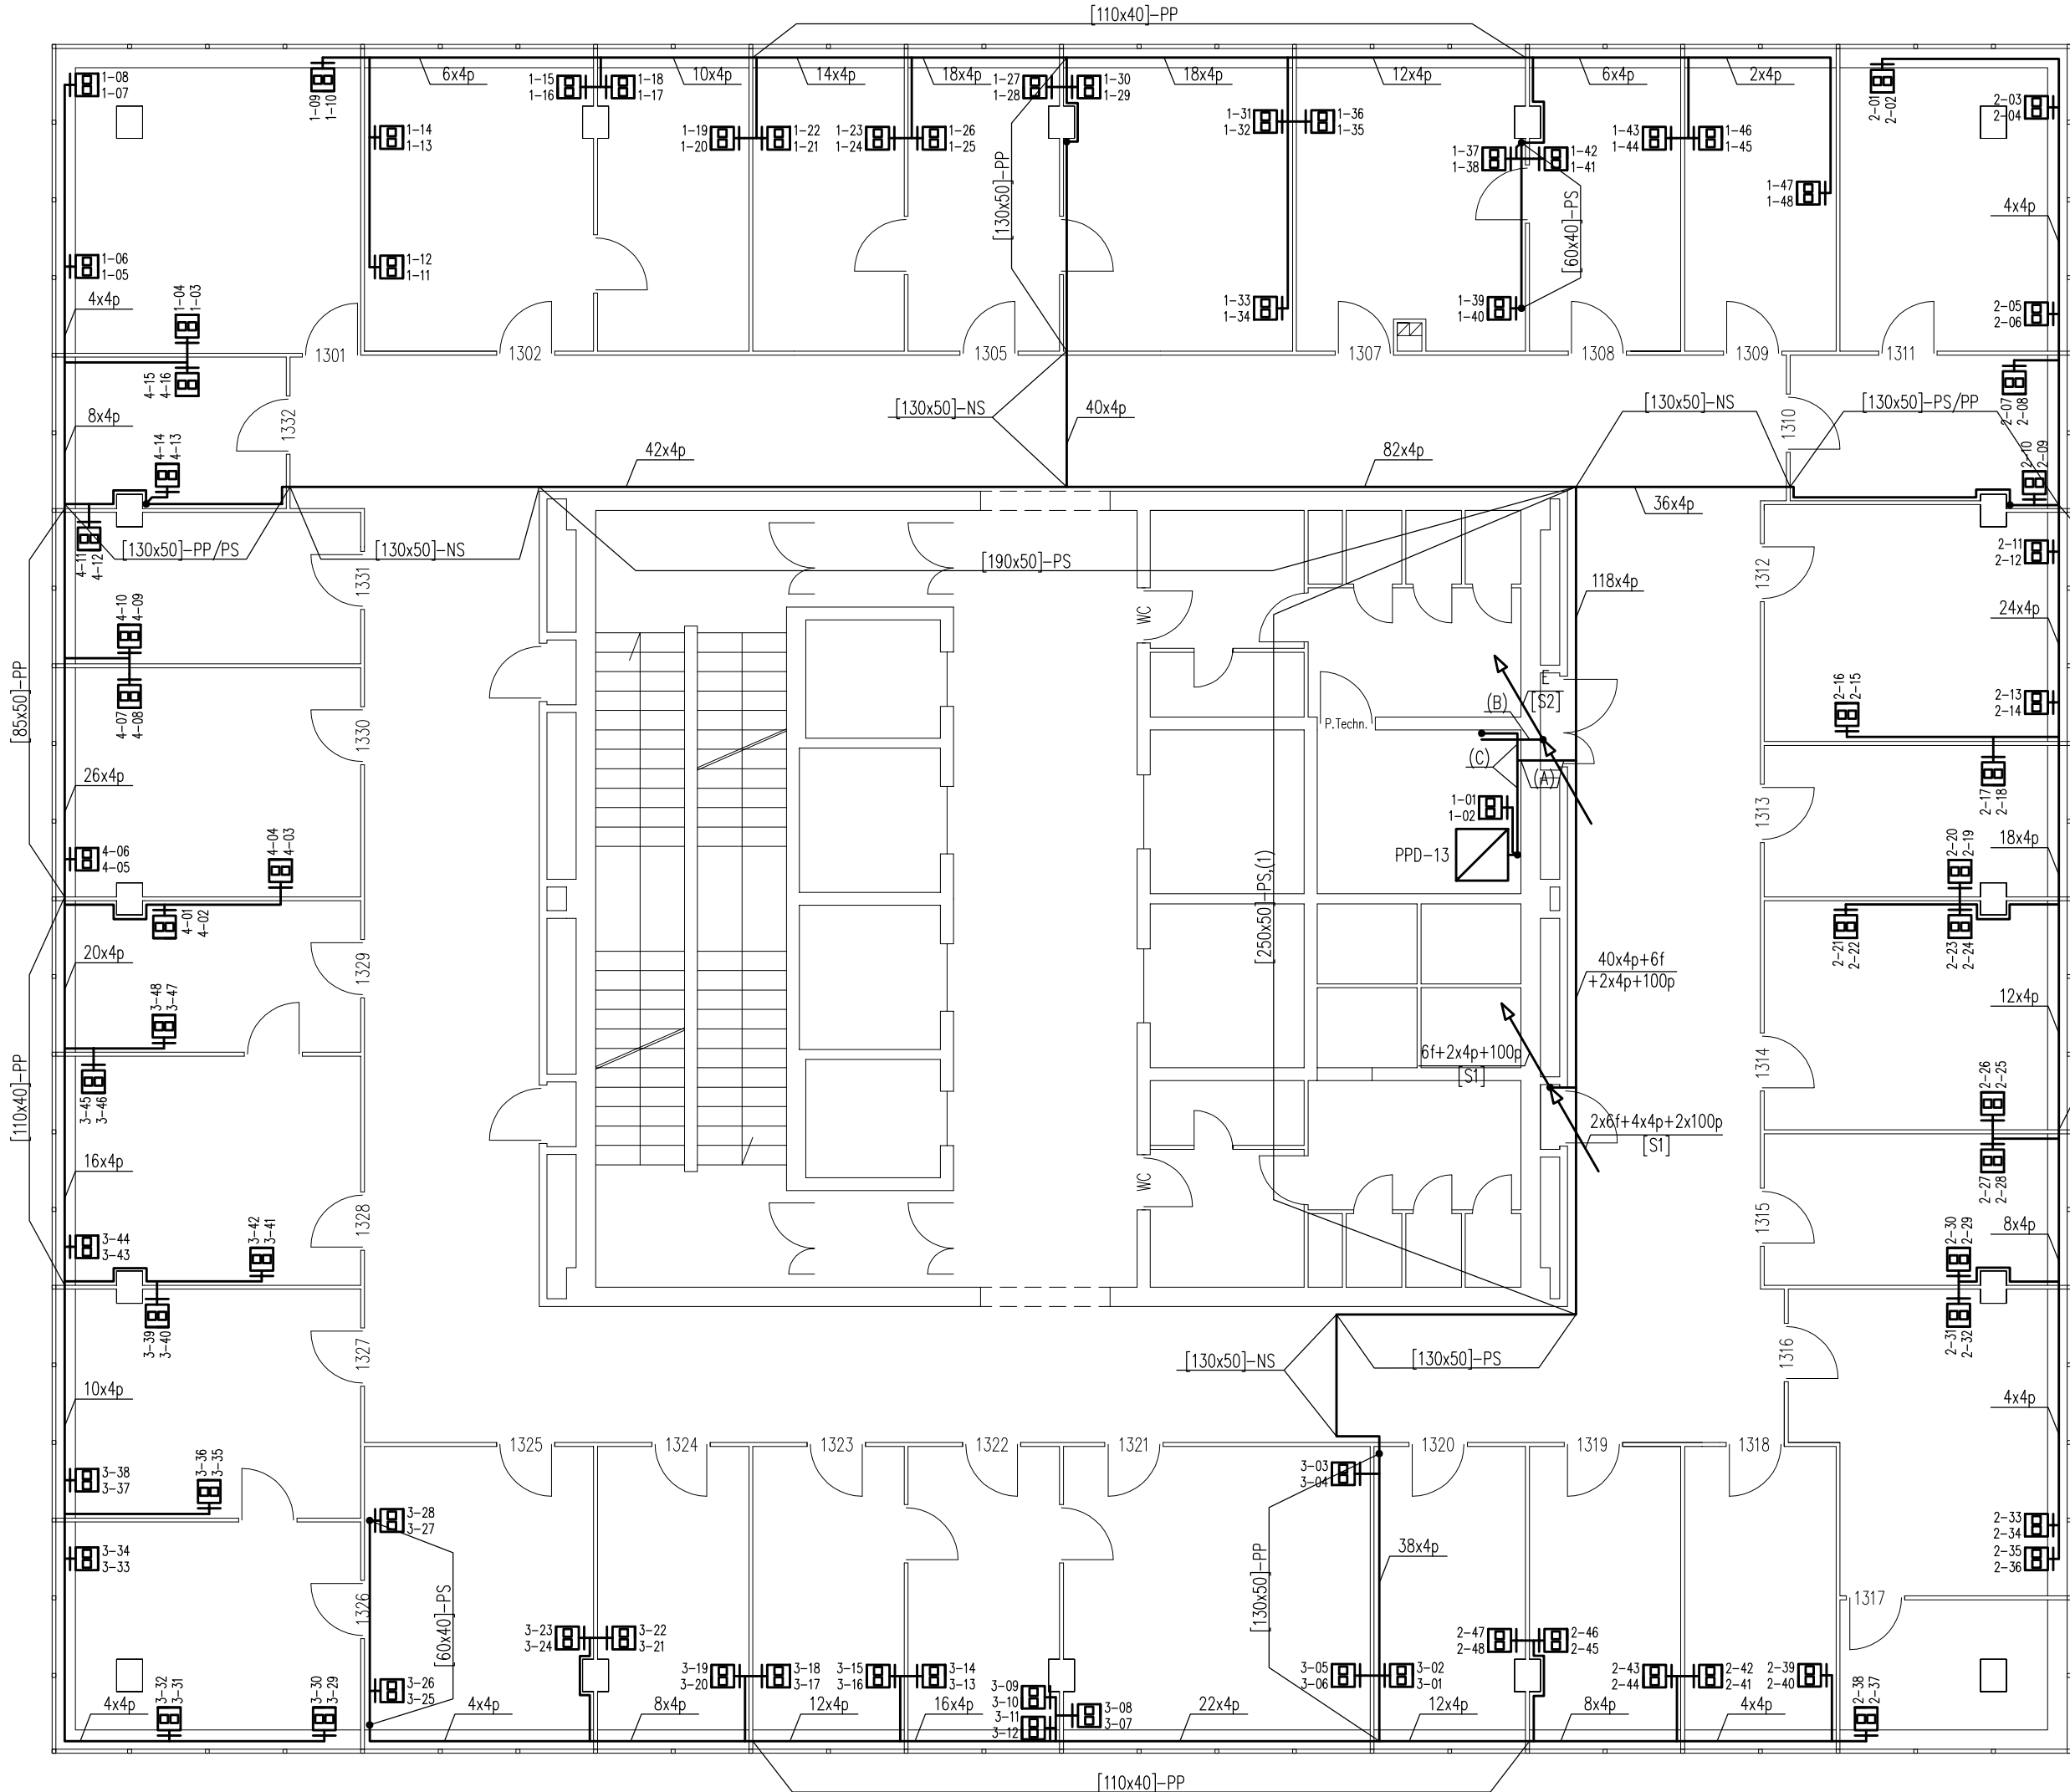 [110x40]-PP
1-08
1-07
1-09
1-10
6x4p
1-15
1-16
1-18
1-17
10x4p
14x4p
18x4p
1-27
1-28
1-30
1-29
18x4p
12x4p
6x4p
2x4p
2-01
2-02
2-03
2-04
1-14
1-13
1-19
1-20
1-22
1-21
1-23
1-24
1-26
1-25
1-31
1-32
1-36
1-35
1-37
1-38
1-42
1-41
1-43
1-44
1-46
1-45
1-47
1-48
[130x50]-PP
[60x40]-PS
4x4p
1-06
1-05
1-12
1-11
4x4p
1-04
1-03
1-33
1-34
1-39
1-40
2-05
2-06
1301
1302
1305
1307
1308
1309
1311
4-15
4-16
8x4p
1332
[130x50]-NS
40x4p
[130x50]-NS
1310
[130x50]-PS/PP
2-07
2-08
4-14
4-13
42x4p
82x4p
36x4p
2-10
2-09
4-11
4-12
[130x50]-PP/PS
[130x50]-NS
[190x50]-PS
1331
1312
2-11
2-12
118x4p
24x4p
4-10
4-09
WC
[85x50]-PP
4-07
4-08
1330
P.Techn.
(B)
E
[S2]
2-16
2-15
2-13
2-14
26x4p
(C)
(A)
2-17
2-18
1-01
1-02
1313
PPD-13
4-06
4-05
4-04
4-03
2-20
2-19
18x4p
4-01
4-02
[250x50]-PS,(1)
2-21
2-22
2-23
2-24
20x4p
1329
40x4p+6f
+2x4p+100p
12x4p
3-48
3-47
3-45
3-46
[110x40]-PP
6f+2x4p+100p
[S1]
1314
2-26
2-25
2x6f+4x4p+2x100p
[S1]
16x4p
2-27
2-28
WC
1328
1315
3-44
3-43
3-42
3-41
2-30
2-29
8x4p
3-39
3-40
2-31
2-32
1327
[130x50]-NS
[130x50]-PS
1316
10x4p
4x4p
1325
1324
1323
1322
1321
1320
1319
1318
3-38
3-37
3-36
3-35
3-03
3-04
3-28
3-27
2-33
2-34
3-34
3-33
38x4p
2-35
2-36
1326
[60x40]-PS
[130x50]-PP
1317
3-23
3-24
3-22
3-21
2-47
2-48
2-46
2-45
3-26
3-25
3-19
3-20
3-18
3-17
3-15
3-16
3-14
3-13
3-05
3-06
3-02
3-01
2-43
2-44
2-42
2-41
2-39
2-40
4x4p
3-32
3-31
3-30
3-29
4x4p
8x4p
12x4p
16x4p
3-09
3-10
3-11
3-12
3-08
3-07
22x4p
12x4p
8x4p
4x4p
2-38
2-37
[110x40]-PP